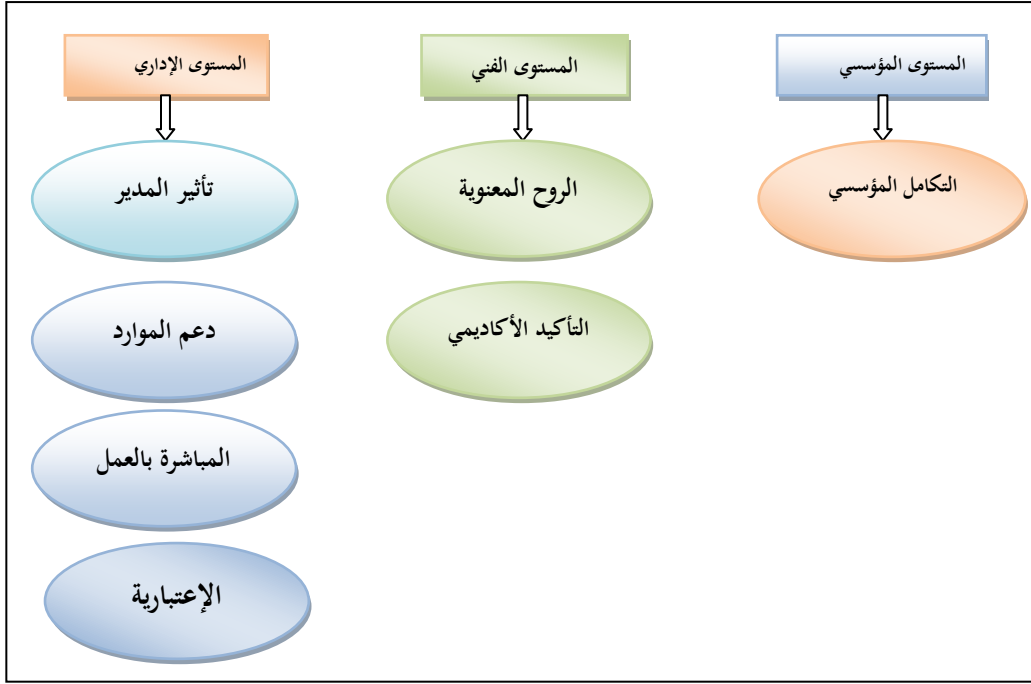 المستوى المؤسسي
المستوى الفني
المستوى الإداري
التكامل المؤسسي
الروح المعنوية
تأثير المدير
التأكيد الأكاديمي
دعم الموارد
المباشرة بالعمل
الإعتبارية